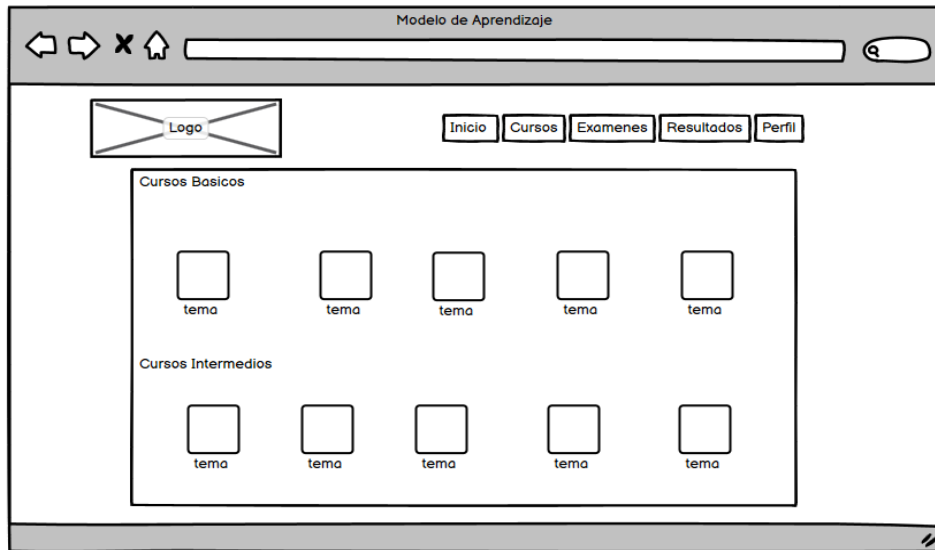 Modelo de Aprendizaje
Logo
Inicio Cursos Examenes Resultados Perfil
Cursos Basicos
tema tema tema tema tema
Cursos Intermedios
tema tema tema tema tema